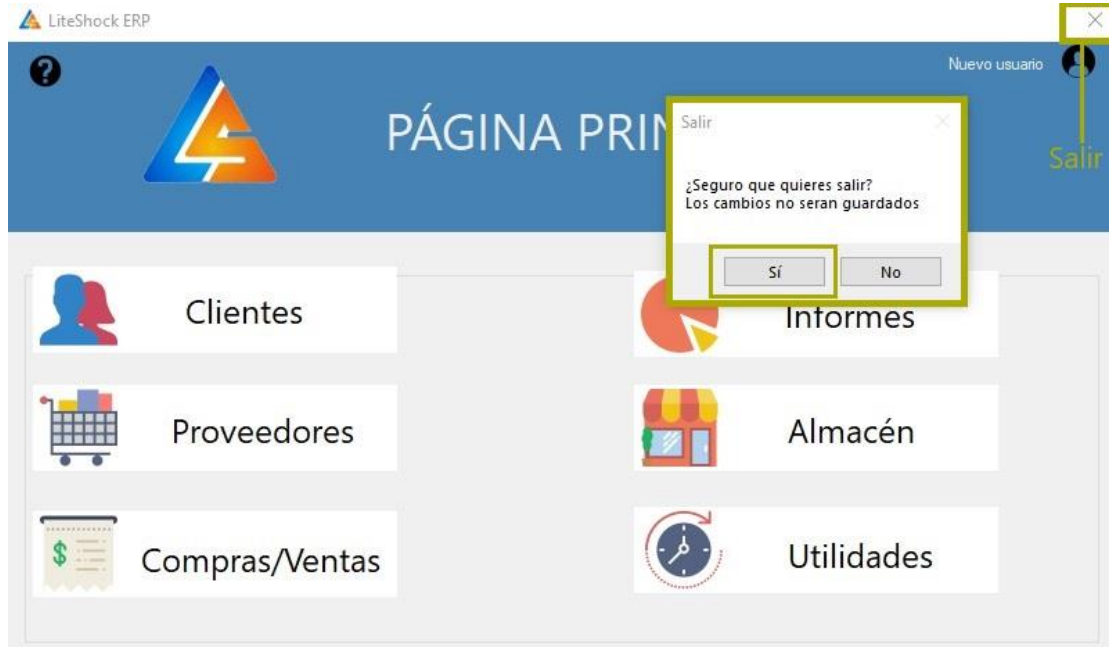 LiteShock ERP
Nuevo usuario
PÁGINA PRIN
Salir
Salir
¿Seguro que quieres salir?
Los cambios no seran guardados
Sí No
Clientes
Informes
Proveedores
Almacén
$
Compras/Ventas
Utilidades